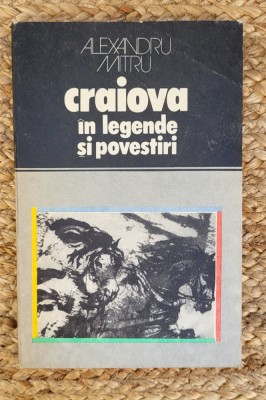 ALEXANDRU
MITRU
craiova
în legende
și povestiri